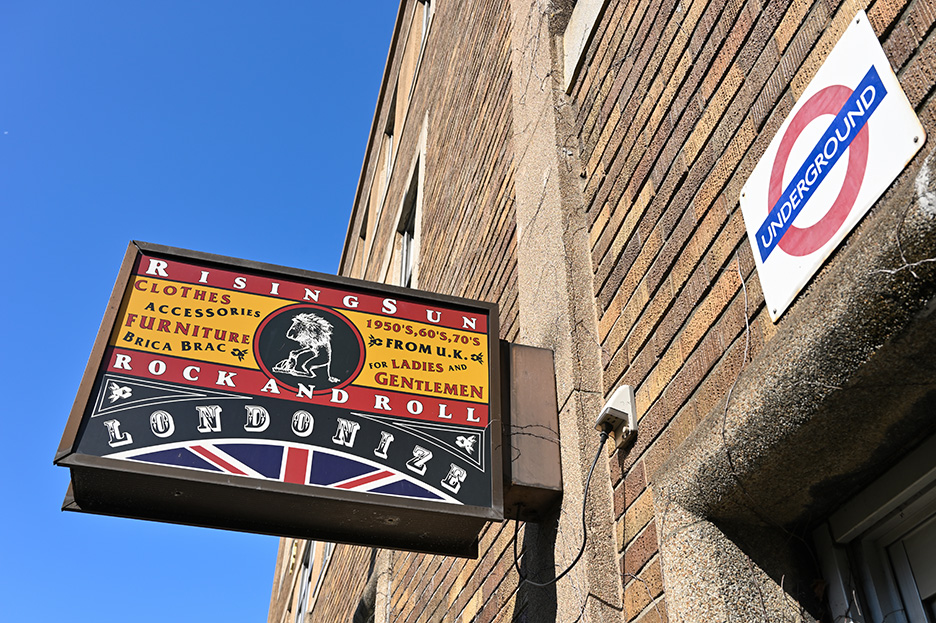 RISINGSUN
CLOTHES
ACCESSORIES
FURNITURE
BRICA BRAC
1950'S,60'S,70'S
FROM U.K.
FOR LADIES AND
GENTLEMEN
ROCK AND ROLL
LONDONIZE
UNDERGROUND